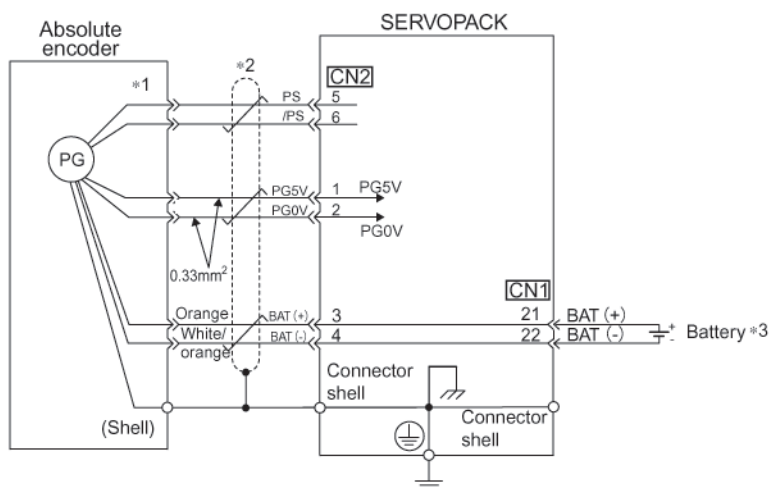 SERVOPACK
Absolute
encoder
*1
*2
CN2
PS
5
/PS
6
PG
PG5V
1
PG5V
PG0V
2
PG0V
0.33mm²
CN1
Orange
BAT (+)
3
21
BAT (+)
White/
orange
BAT (-)
4
22
BAT (-)
+
-
Battery *3
Connector
shell
(Shell)
Connector
shell